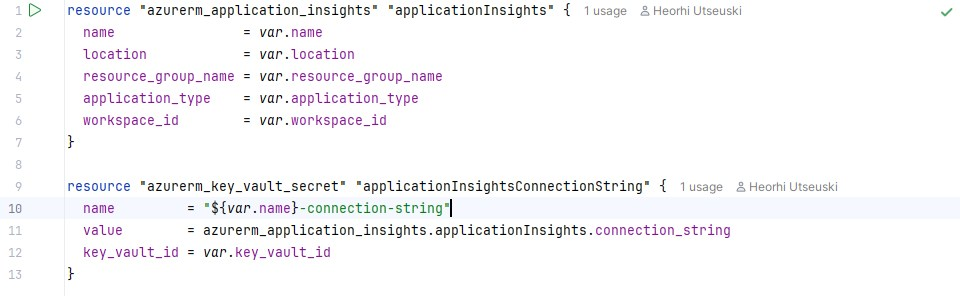 1 resource "azurerm_application_insights" "applicationInsights" { 1 usage Heorhi Utseuski
2 name = var.name
3 location = var.location
4 resource_group_name = var.resource_group_name
5 application_type = var.application_type
6 workspace_id = var.workspace_id
7 }
8
9 resource "azurerm_key_vault_secret" "applicationInsightsConnectionString" { 1 usage Heorhi Utseuski
10 name = "${var.name}-connection-string"
11 value = azurerm_application_insights.applicationInsights.connection_string
12 key_vault_id = var.key_vault_id
13 }